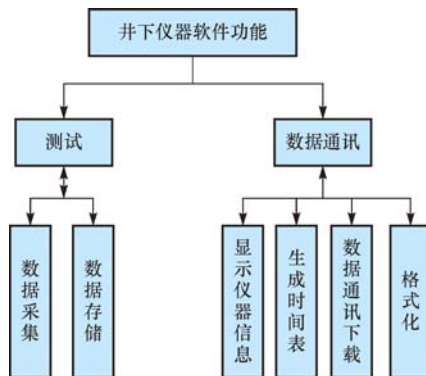 井下仪器软件功能
测试
数据通讯
数据采集
数据存储
显示仪器信息
生成时间表
数据通讯下载
格式化